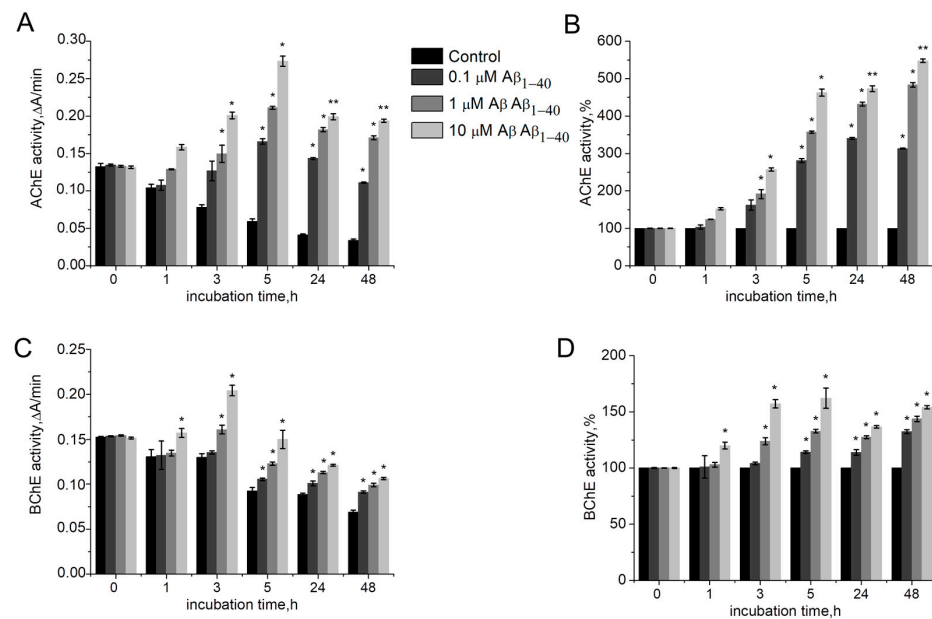 A
AChE activity,ΔA/min
0.30
0.25
0.20
0.15
0.10
0.05
0.00
* * * * * * * * ** * * **
0 1 3 5 24 48
incubation time,h
Control
0.1 µM Aβ1–40
1 µM Aβ Aβ1–40
10 µM Aβ Aβ1–40
B
AChE activity,%
600
500
400
300
200
100
0
* * * * * * * ** * * **
0 1 3 5 24 48
incubation time,h
C
BChE activity,ΔA/min
0.25
0.20
0.15
0.10
0.05
0.00
* * * * * * * * * * * *
0 1 3 5 24 48
incubation time,h
D
BChE activity,%
200
150
100
50
0
* * * * * * * * * * * *
0 1 3 5 24 48
incubation time,h